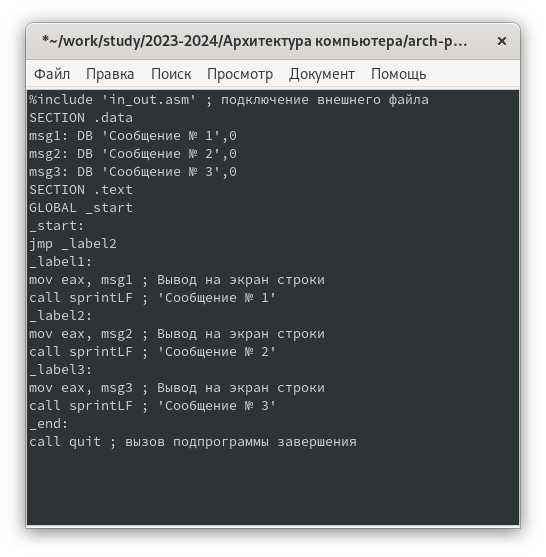 *~/work/study/2023-2024/Архитектура компьютера/arch-p...
Файл Правка Поиск Просмотр Документ Помощь
%include 'in_out.asm' ; подключение внешнего файла
SECTION .data
msg1: DB 'Сообщение № 1',0
msg2: DB 'Сообщение № 2',0
msg3: DB 'Сообщение № 3',0
SECTION .text
GLOBAL _start
_start:
jmp _label2
_label1:
mov eax, msg1 ; Вывод на экран строки
call sprintLF ; 'Сообщение № 1'
_label2:
mov eax, msg2 ; Вывод на экран строки
call sprintLF ; 'Сообщение № 2'
_label3:
mov eax, msg3 ; Вывод на экран строки
call sprintLF ; 'Сообщение № 3'
_end:
call quit ; вызов подпрограммы завершения